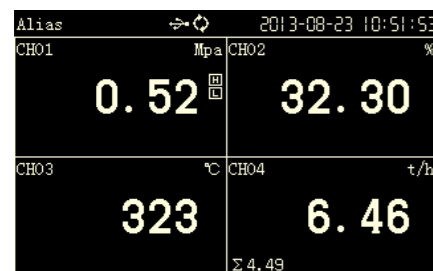 Alias 2013-08-23 10:51:53
CH01 Mpa CH02 %
0.52 H 32.30
L
CH03 ℃ CH04 t/h
323 6.46
Σ4.49